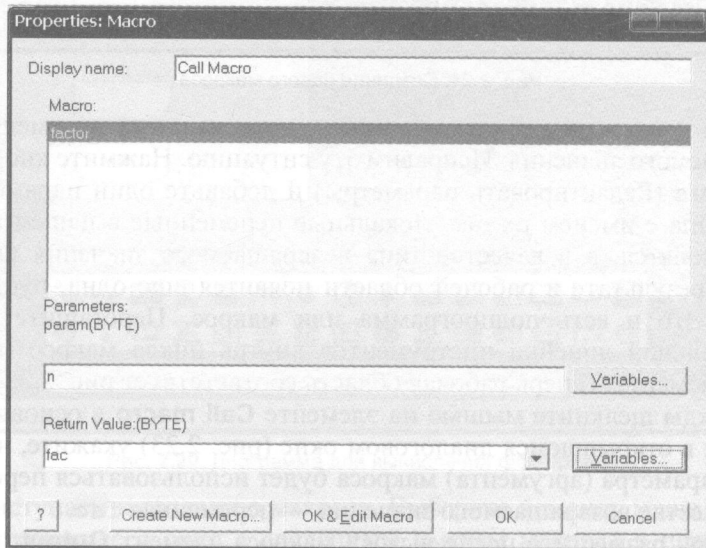 Properties: Macro
Display name: Call Macro
Macro:
factor
Parameters:
param(BYTE)
n Variables...
Return Value:(BYTE)
fac Variables...
? Create New Macro... OK & Edit Macro OK Cancel